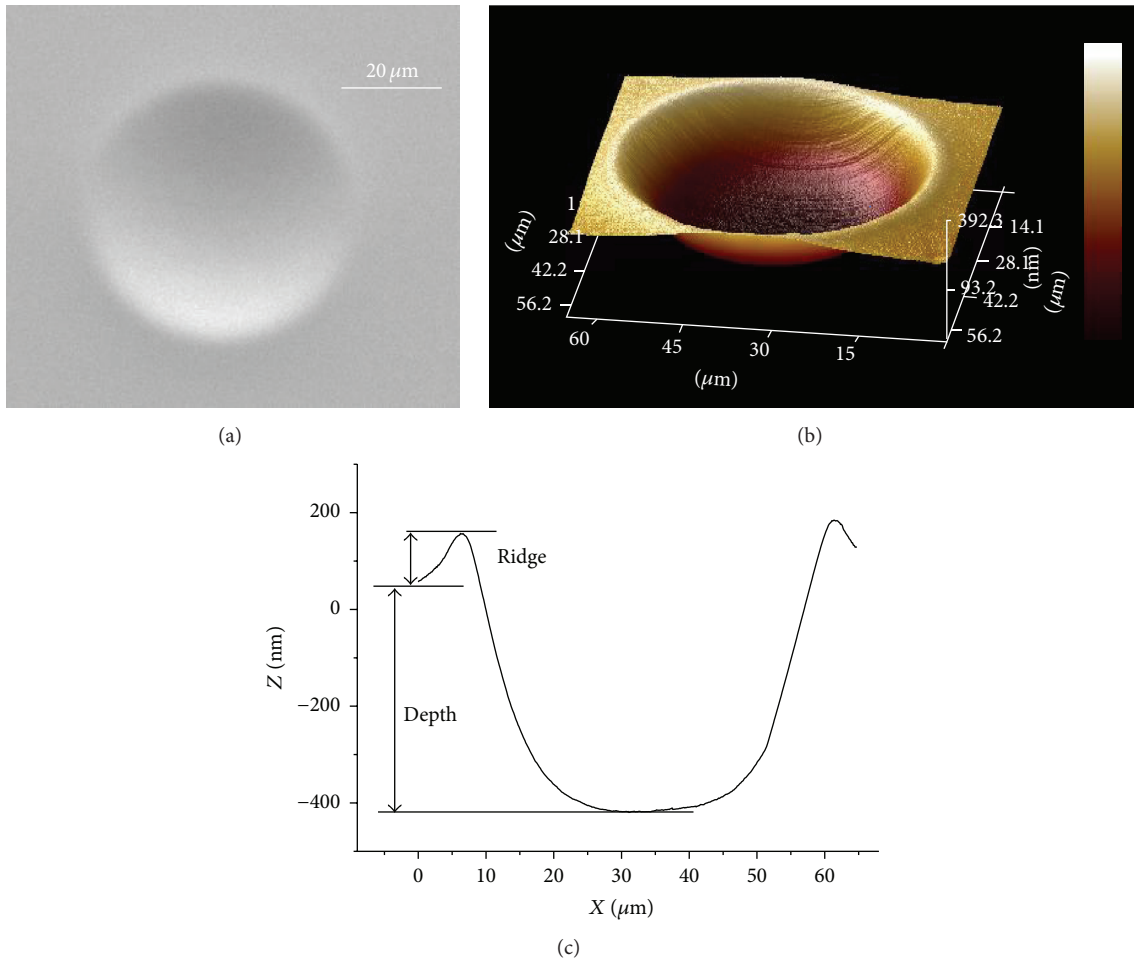 20 μm
(a)
1
28.1
42.2
56.2
(μm)
60
45
30
15
(μm)
392.3
93.2
(nm)
14.1
28.1
42.2
56.2
(μm)
(b)
200
0
−200
−400
Z (nm)
Ridge
Depth
0 10 20 30 40 50 60
X (μm)
(c)